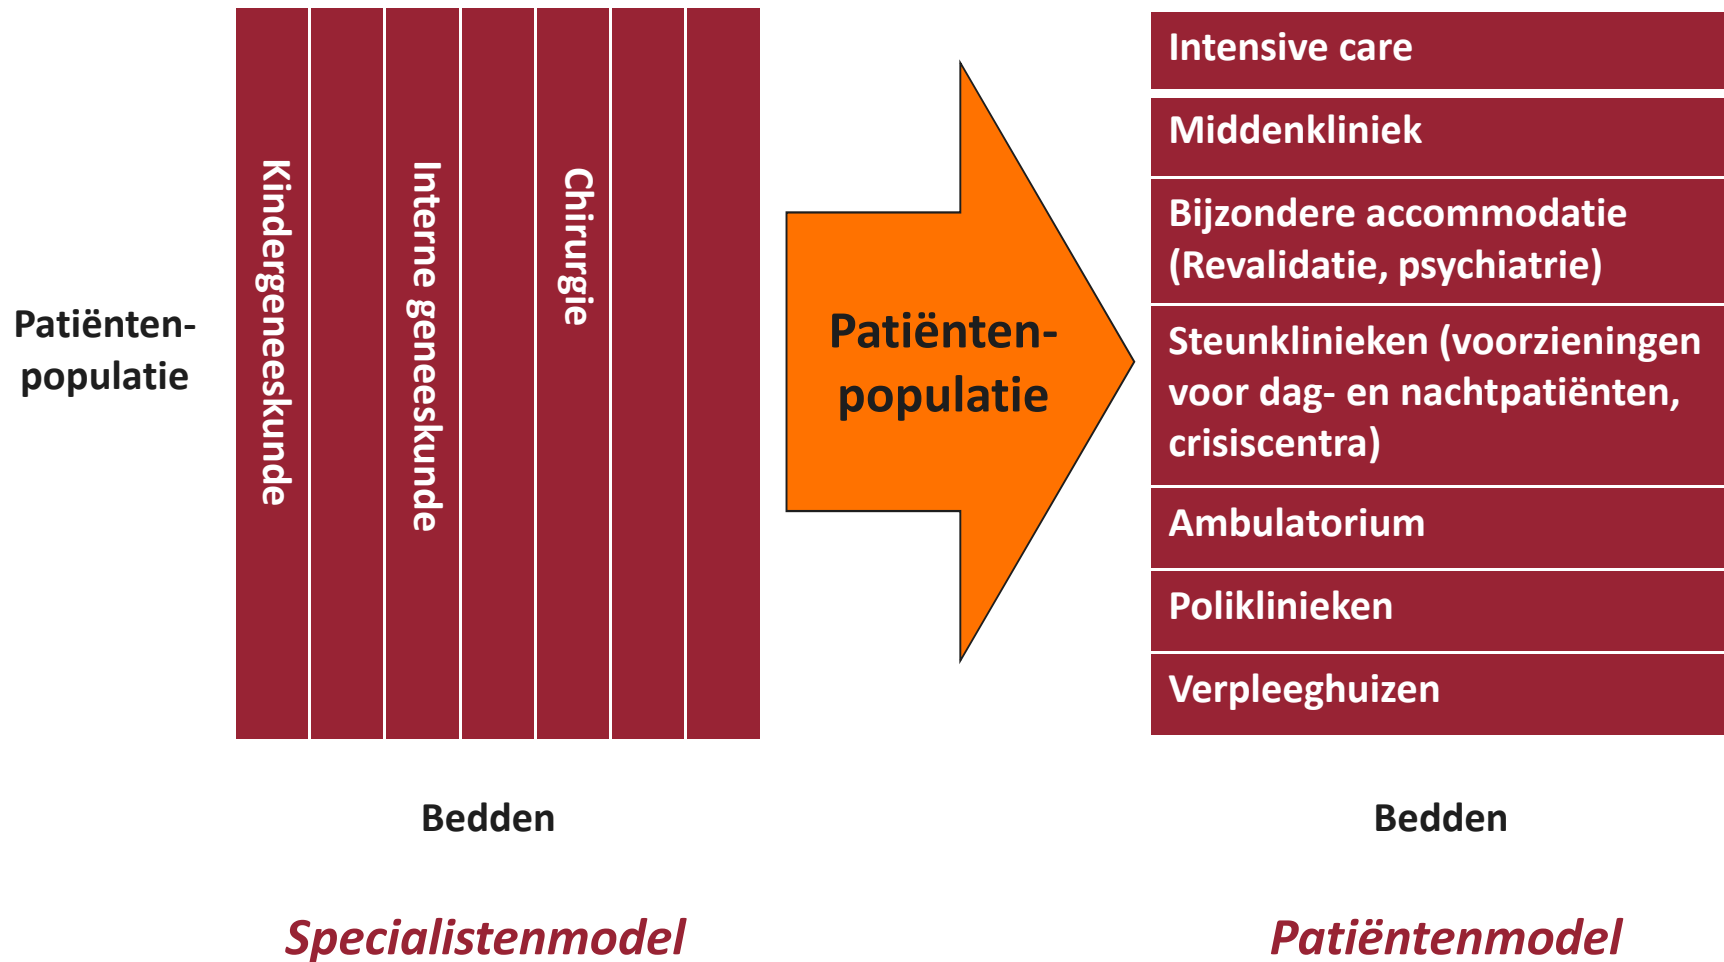 Patiënten-
populatie
Kindergeneeskunde
Interne geneeskunde
Chirurgie
Bedden
Specialistenmodel
Patiënten-
populatie
Intensive care
Middenkliniek
Bijzondere accommodatie
(Revalidatie, psychiatrie)
Steunklinieken (voorzieningen
voor dag- en nachtpatiënten,
crisiscentra)
Ambulatorium
Poliklinieken
Verpleeghuizen
Bedden
Patiëntenmodel